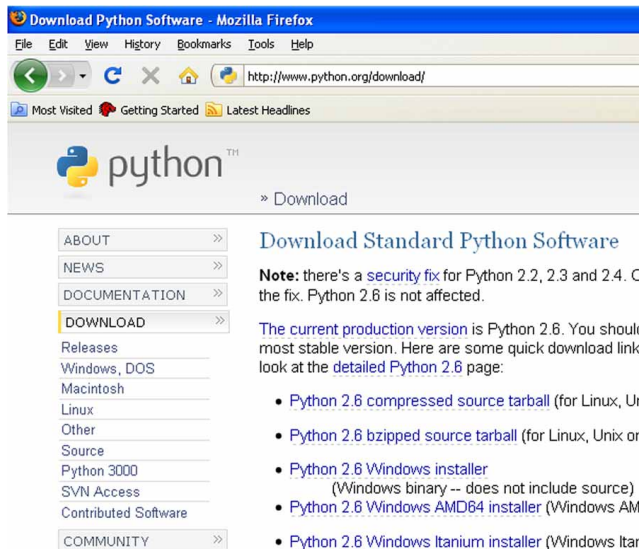 Download Python Software - Mozilla Firefox
File Edit View History Bookmarks Tools Help
http://www.python.org/download/
Most Visited Getting Started Latest Headlines
python™
» Download
ABOUT »
NEWS »
DOCUMENTATION »
DOWNLOAD »
Releases
Windows, DOS
Macintosh
Linux
Other
Source
Python 3000
SVN Access
Contributed Software
COMMUNITY »
Download Standard Python Software
Note: there's a security fix for Python 2.2, 2.3 and 2.4.
the fix. Python 2.6 is not affected.
The current production version is Python 2.6. You
most stable version. Here are some quick download
look at the detailed Python 2.6 page:
• Python 2.6 compressed source tarball (for Linux,
• Python 2.6 bzipped source tarball (for Linux, Unix or
• Python 2.6 Windows installer
(Windows binary -- does not include source)
• Python 2.6 Windows AMD64 installer (Windows
• Python 2.6 Windows Itanium installer (Windows